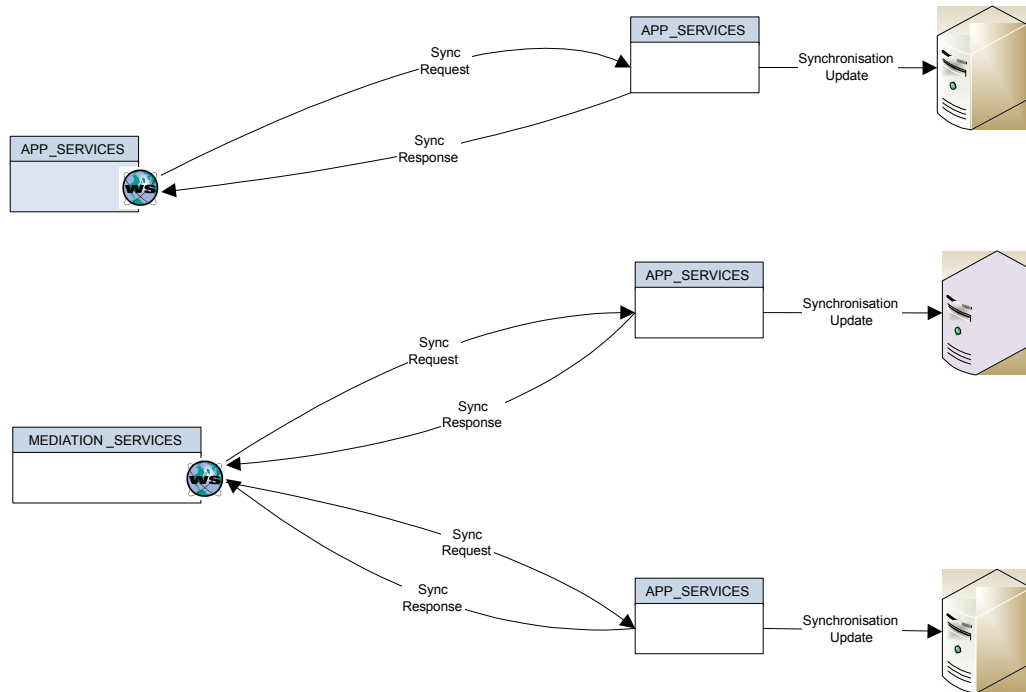 APP_SERVICES
Sync
Request
Synchronisation
Update
Sync
Response
APP_SERVICES
WS
APP_SERVICES
Synchronisation
Update
Sync
Request
Sync
Response
MEDIATION _SERVICES
WS
Sync
Request
Sync
Response
APP_SERVICES
Synchronisation
Update